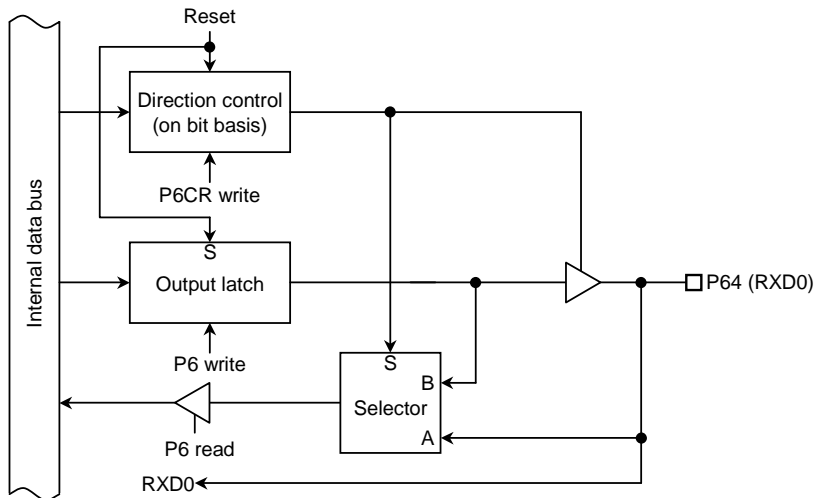 Reset
Direction control
(on bit basis)
P6CR write
Internal data bus
S
Output latch
P64 (RXD0)
P6 write
S
B
Selector
A
P6 read
RXD0